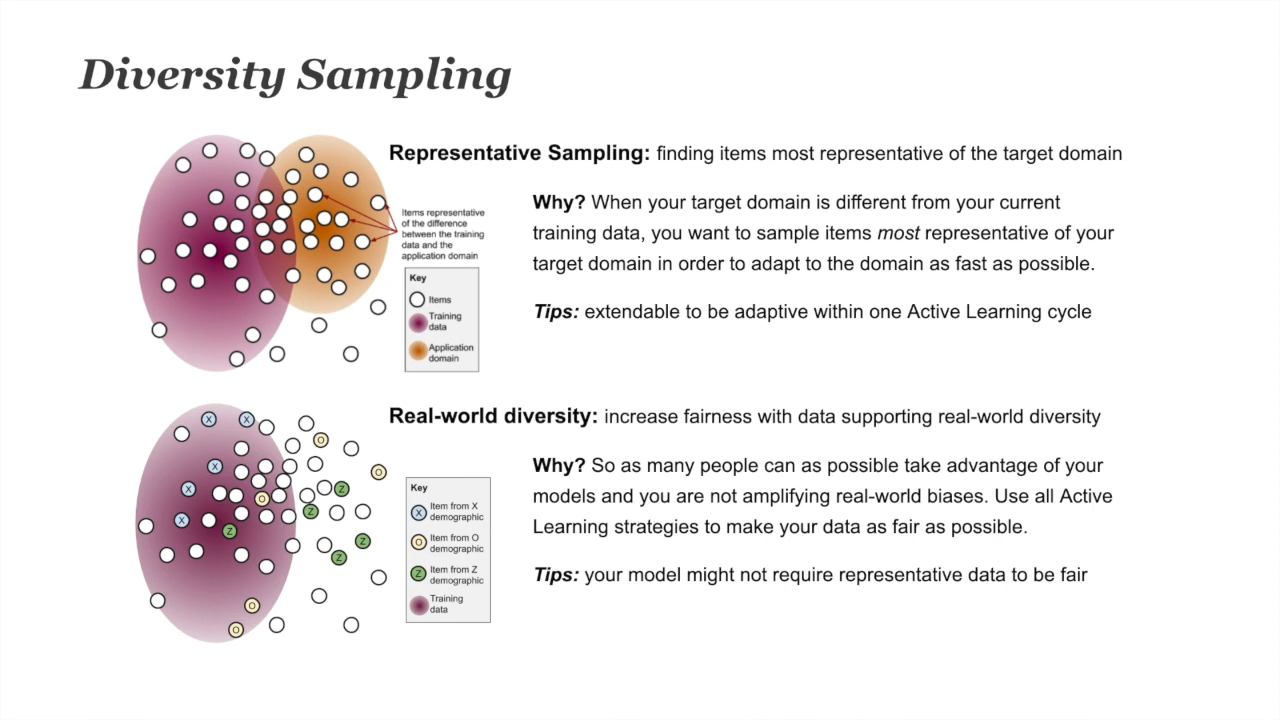 Diversity Sampling
Representative Sampling: finding items most representative of the target domain
Why? When your target domain is different from your current
training data, you want to sample items most representative of your
target domain in order to adapt to the domain as fast as possible.
Tips: extendable to be adaptive within one Active Learning cycle
Items representative
of the difference
between the training
data and the
application domain
Key
Items
Training
data
Application
domain
Real-world diversity: increase fairness with data supporting real-world diversity
Why? So as many people can as possible take advantage of your
models and you are not amplifying real-world biases. Use all Active
Learning strategies to make your data as fair as possible.
Tips: your model might not require representative data to be fair
X X
O
X
O
X
Z
O
Z
X
Z
Z
Z
O
O
Key
X Item from X
demographic
O Item from O
demographic
Z Item from Z
demographic
Training
data